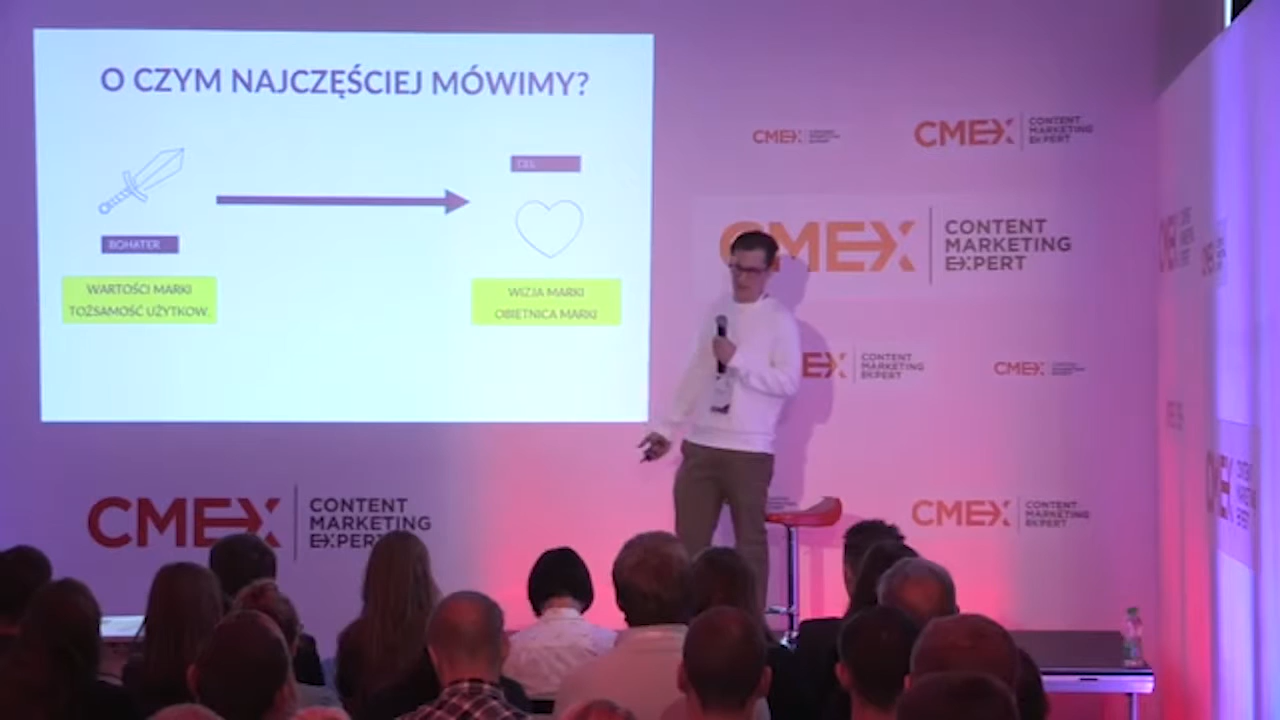 O CZYM NAJCZĘŚCIEJ MÓWIMY?
CEL
BOHATER
WARTOŚCI MARKI
TOŻSAMOŚĆ UŻYTKOW.
WIZJA MARKI
OBIETNICA MARKI
CMEX
CMEX
CONTENT
MARKETING
EXPERT
CMEX
CONTENT
MARKETING
EXPERT
CONTENT
MARKETING
EXPERT
CMEX
CMEX
CONTENT
MARKETING
EXPERT
CMEX
CONTENT
MARKETING
EXPERT